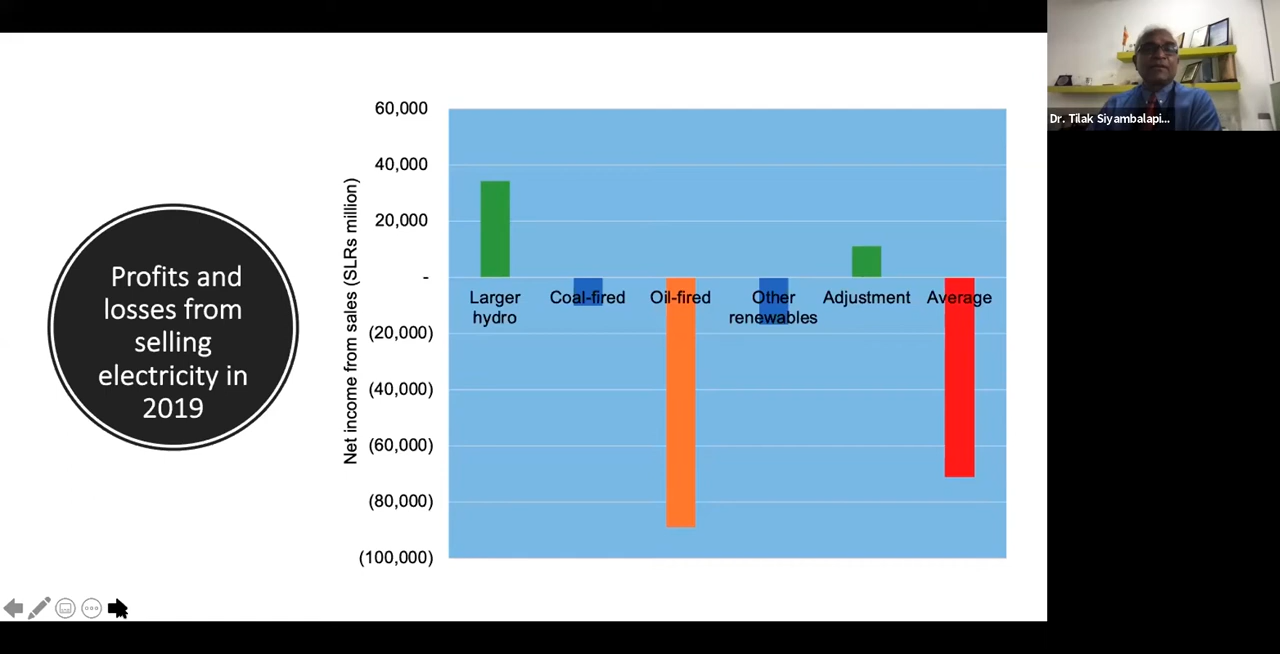 Profits and
losses from
selling
electricity in
2019
Net income from sales (SLRs million)
60,000
40,000
20,000
-
(20,000)
(40,000)
(60,000)
(80,000)
(100,000)
Larger
hydro
Coal-fired
Oil-fired
Other
renewables
Adjustment
Average
Dr. Tilak Siyambalapi...